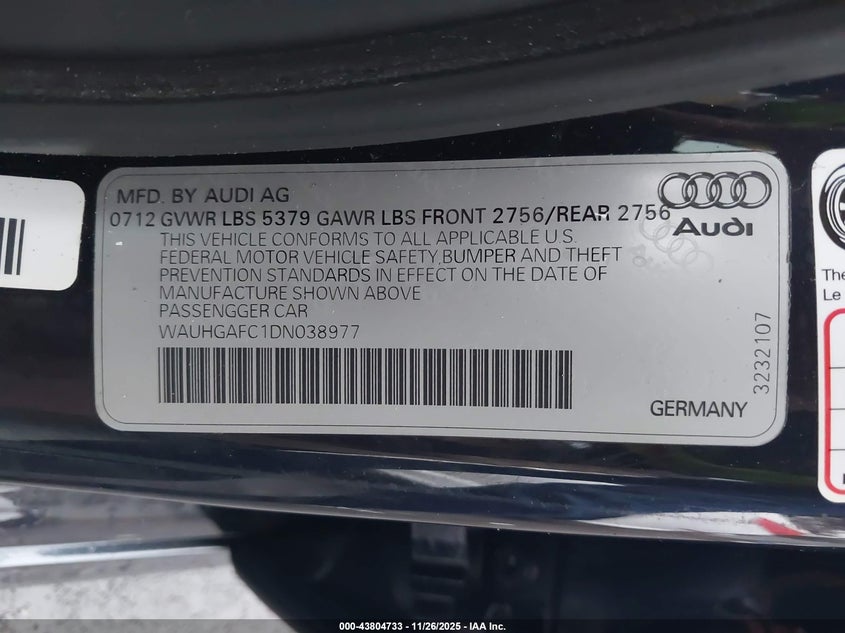 MFD. BY AUDI AG
0712 GVWR LBS 5379 GAWR LBS FRONT 2756/REAR 2756
THIS VEHICLE CONFORMS TO ALL APPLICABLE U S.
FEDERAL MOTOR VEHICLE SAFETY, BUMPER AND THEFT
PREVENTION STANDARDS IN EFFECT ON THE DATE OF
MANUFACTURE SHOWN ABOVE
PASSENGGER CAR
WAUHGAFC1DN038977
Audi
3232107
GERMANY
The
Le
000-43804733 - 11/26/2025 - IAA Inc.